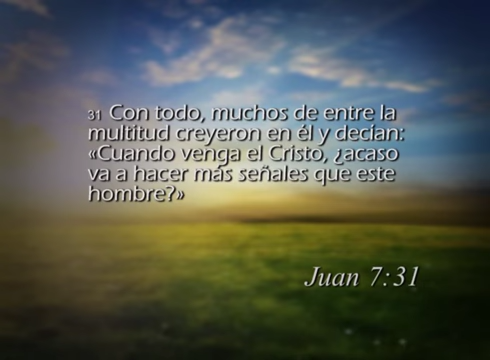 31 Con todo, muchos de entre la
multitud creyeron en él y decían:
«Cuando venga el Cristo, ¿acaso
va a hacer más señales que este
hombre?»
Juan 7:31